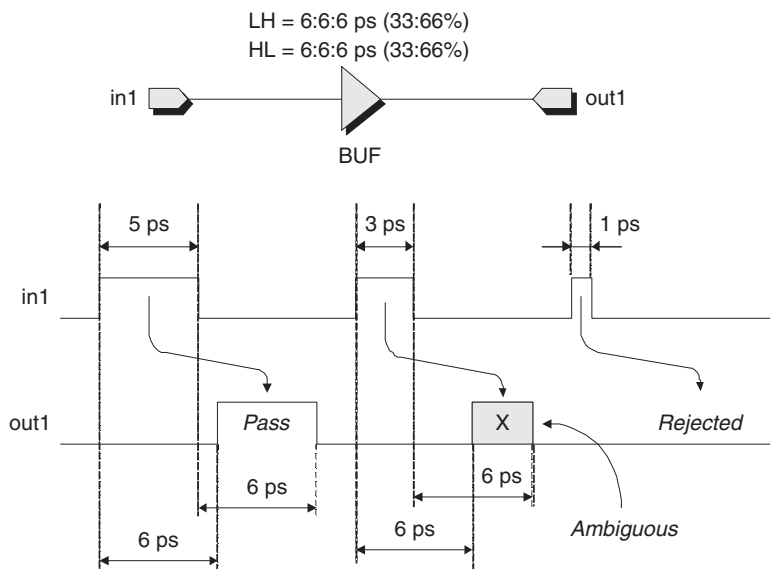 LH = 6:6:6 ps (33:66%)
HL = 6:6:6 ps (33:66%)
in1
out1
BUF
5 ps
3 ps
1 ps
in1
out1
Pass
X
Rejected
6 ps
6 ps
6 ps
6 ps
Ambiguous